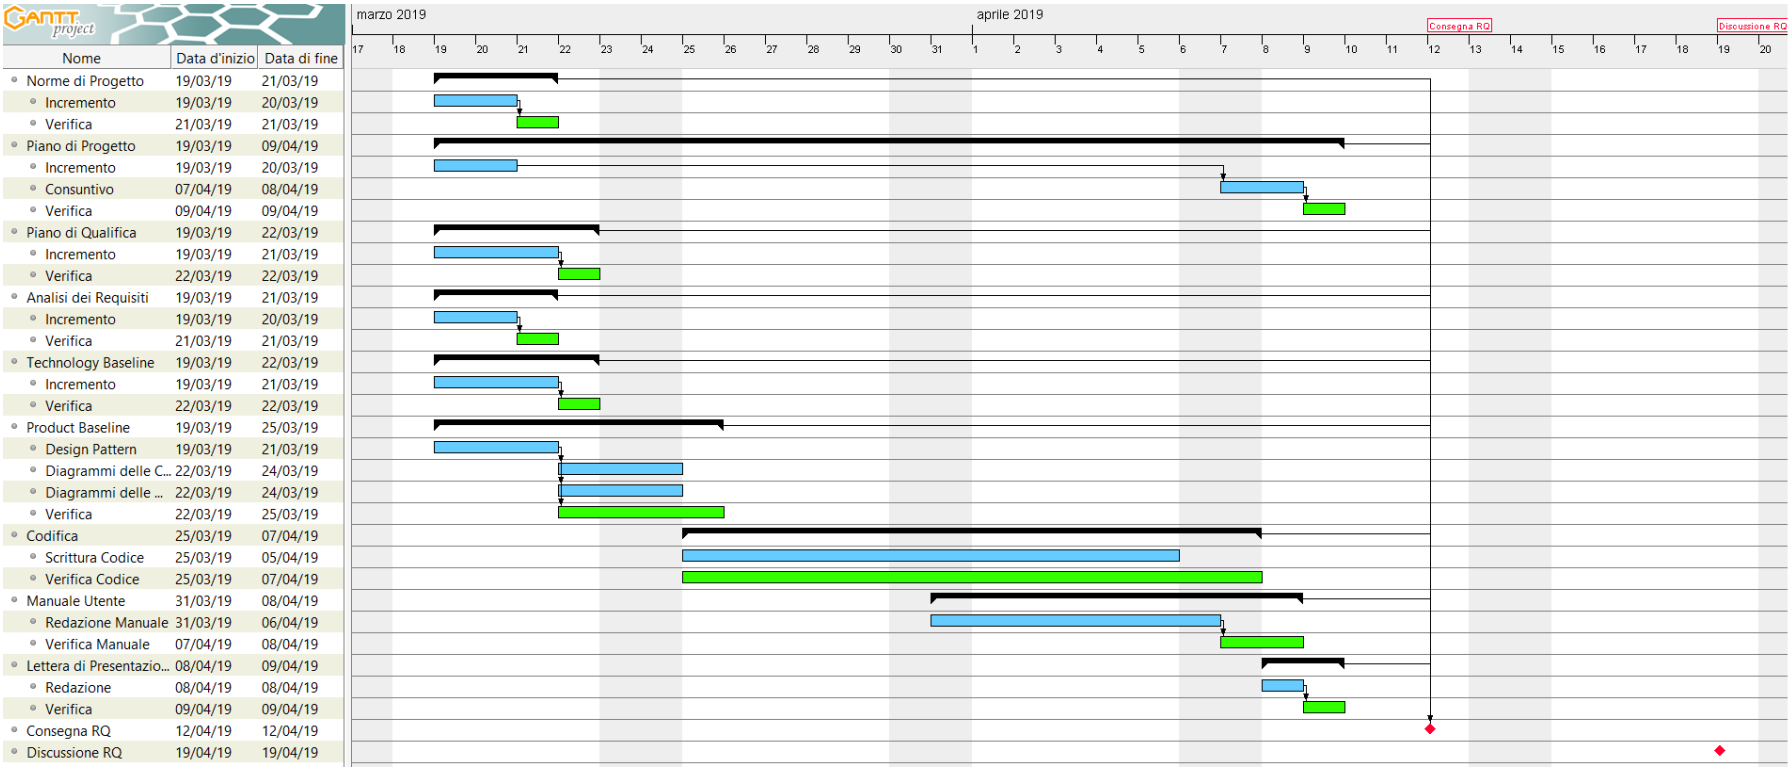 GANTT project
marzo 2019 aprile 2019
Consegna RQ Discussione RQ
17 18 19 20 21 22 23 24 25 26 27 28 29 30 31 1 2 3 4 5 6 7 8 9 10 11 12 13 14 15 16 17 18 19 20
Nome Data d'inizio Data di fine
Norme di Progetto 19/03/19 21/03/19
Incremento 19/03/19 20/03/19
Verifica 21/03/19 21/03/19
Piano di Progetto 19/03/19 09/04/19
Incremento 19/03/19 20/03/19
Consuntivo 07/04/19 08/04/19
Verifica 09/04/19 09/04/19
Piano di Qualifica 19/03/19 22/03/19
Incremento 19/03/19 21/03/19
Verifica 22/03/19 22/03/19
Analisi dei Requisiti 19/03/19 21/03/19
Incremento 19/03/19 20/03/19
Verifica 21/03/19 21/03/19
Technology Baseline 19/03/19 22/03/19
Incremento 19/03/19 21/03/19
Verifica 22/03/19 22/03/19
Product Baseline 19/03/19 25/03/19
Design Pattern 19/03/19 21/03/19
Diagrammi delle C... 22/03/19 24/03/19
Diagrammi delle ... 22/03/19 24/03/19
Verifica 22/03/19 25/03/19
Codifica 25/03/19 07/04/19
Scrittura Codice 25/03/19 05/04/19
Verifica Codice 25/03/19 07/04/19
Manuale Utente 31/03/19 08/04/19
Redazione Manuale 31/03/19 06/04/19
Verifica Manuale 07/04/19 08/04/19
Lettera di Presentazio... 08/04/19 09/04/19
Redazione 08/04/19 08/04/19
Verifica 09/04/19 09/04/19
Consegna RQ 12/04/19 12/04/19
Discussione RQ 19/04/19 19/04/19